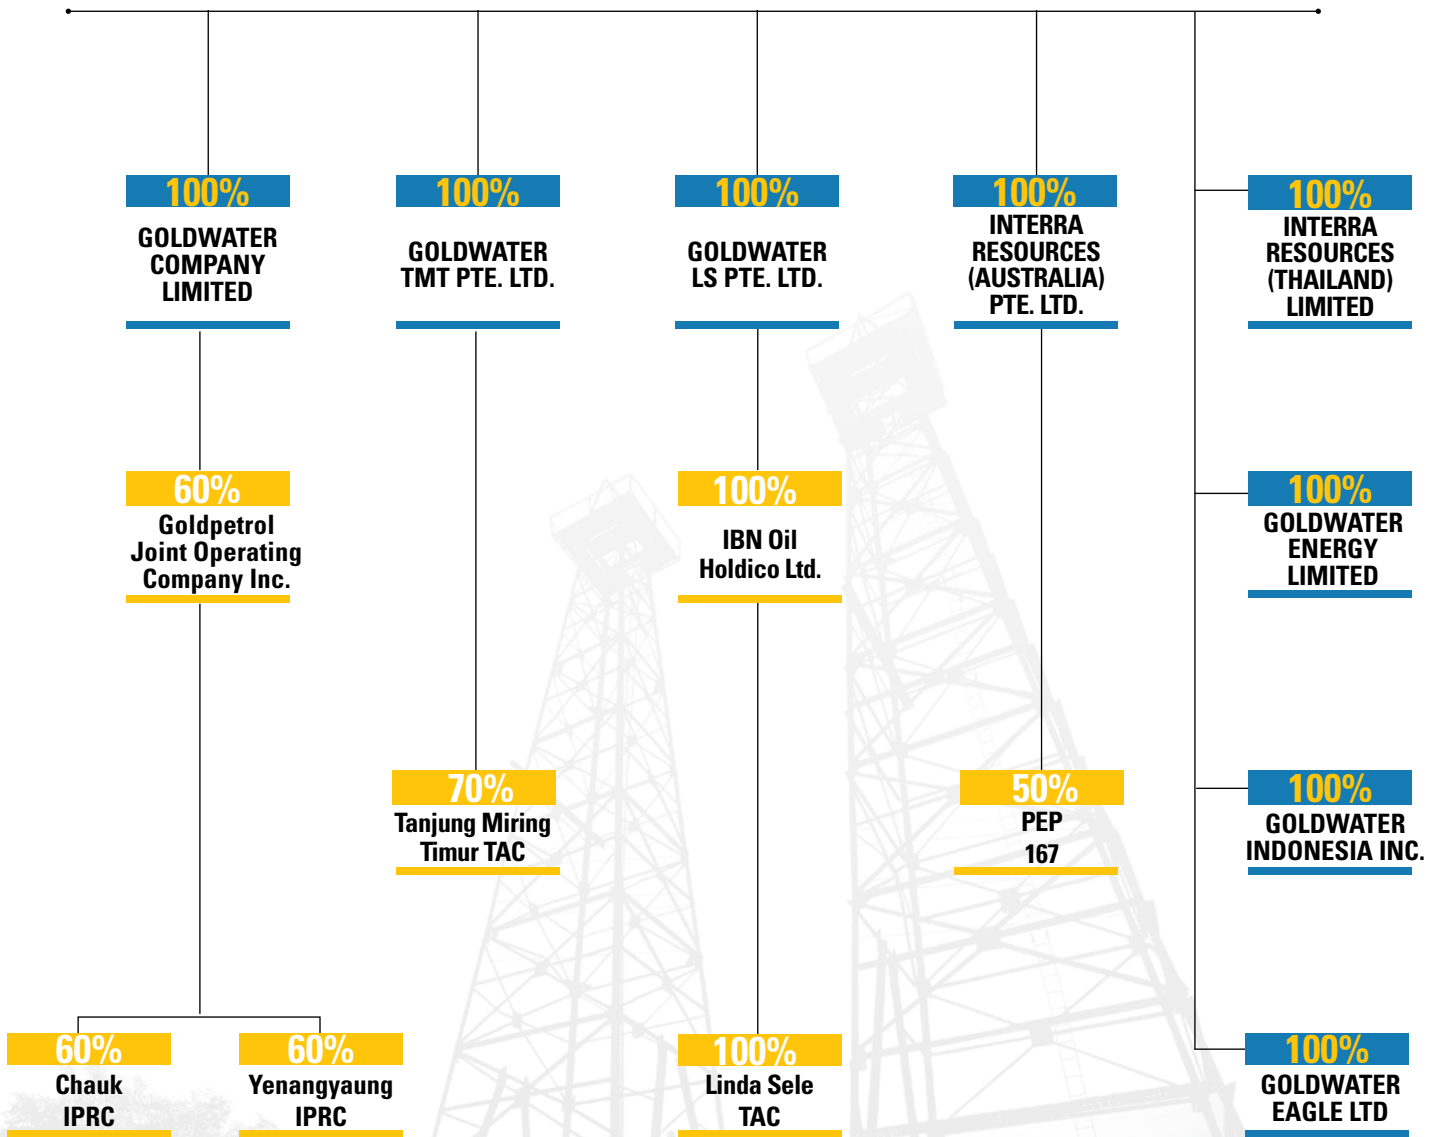 100%
GOLDWATER
COMPANY
LIMITED
100%
GOLDWATER
TMT PTE. LTD.
100%
GOLDWATER
LS PTE. LTD.
100%
INTERRA
RESOURCES
(AUSTRALIA)
PTE. LTD.
100%
INTERRA
RESOURCES
(THAILAND)
LIMITED
60%
Goldpetrol
Joint Operating
Company Inc.
100%
IBN Oil
Holdico Ltd.
100%
GOLDWATER
ENERGY
LIMITED
70%
Tanjung Miring
Timur TAC
50%
PEP
167
100%
GOLDWATER
INDONESIA INC.
60%
Chauk
IPRC
60%
Yenangyaung
IPRC
100%
Linda Sele
TAC
100%
GOLDWATER
EAGLE LTD